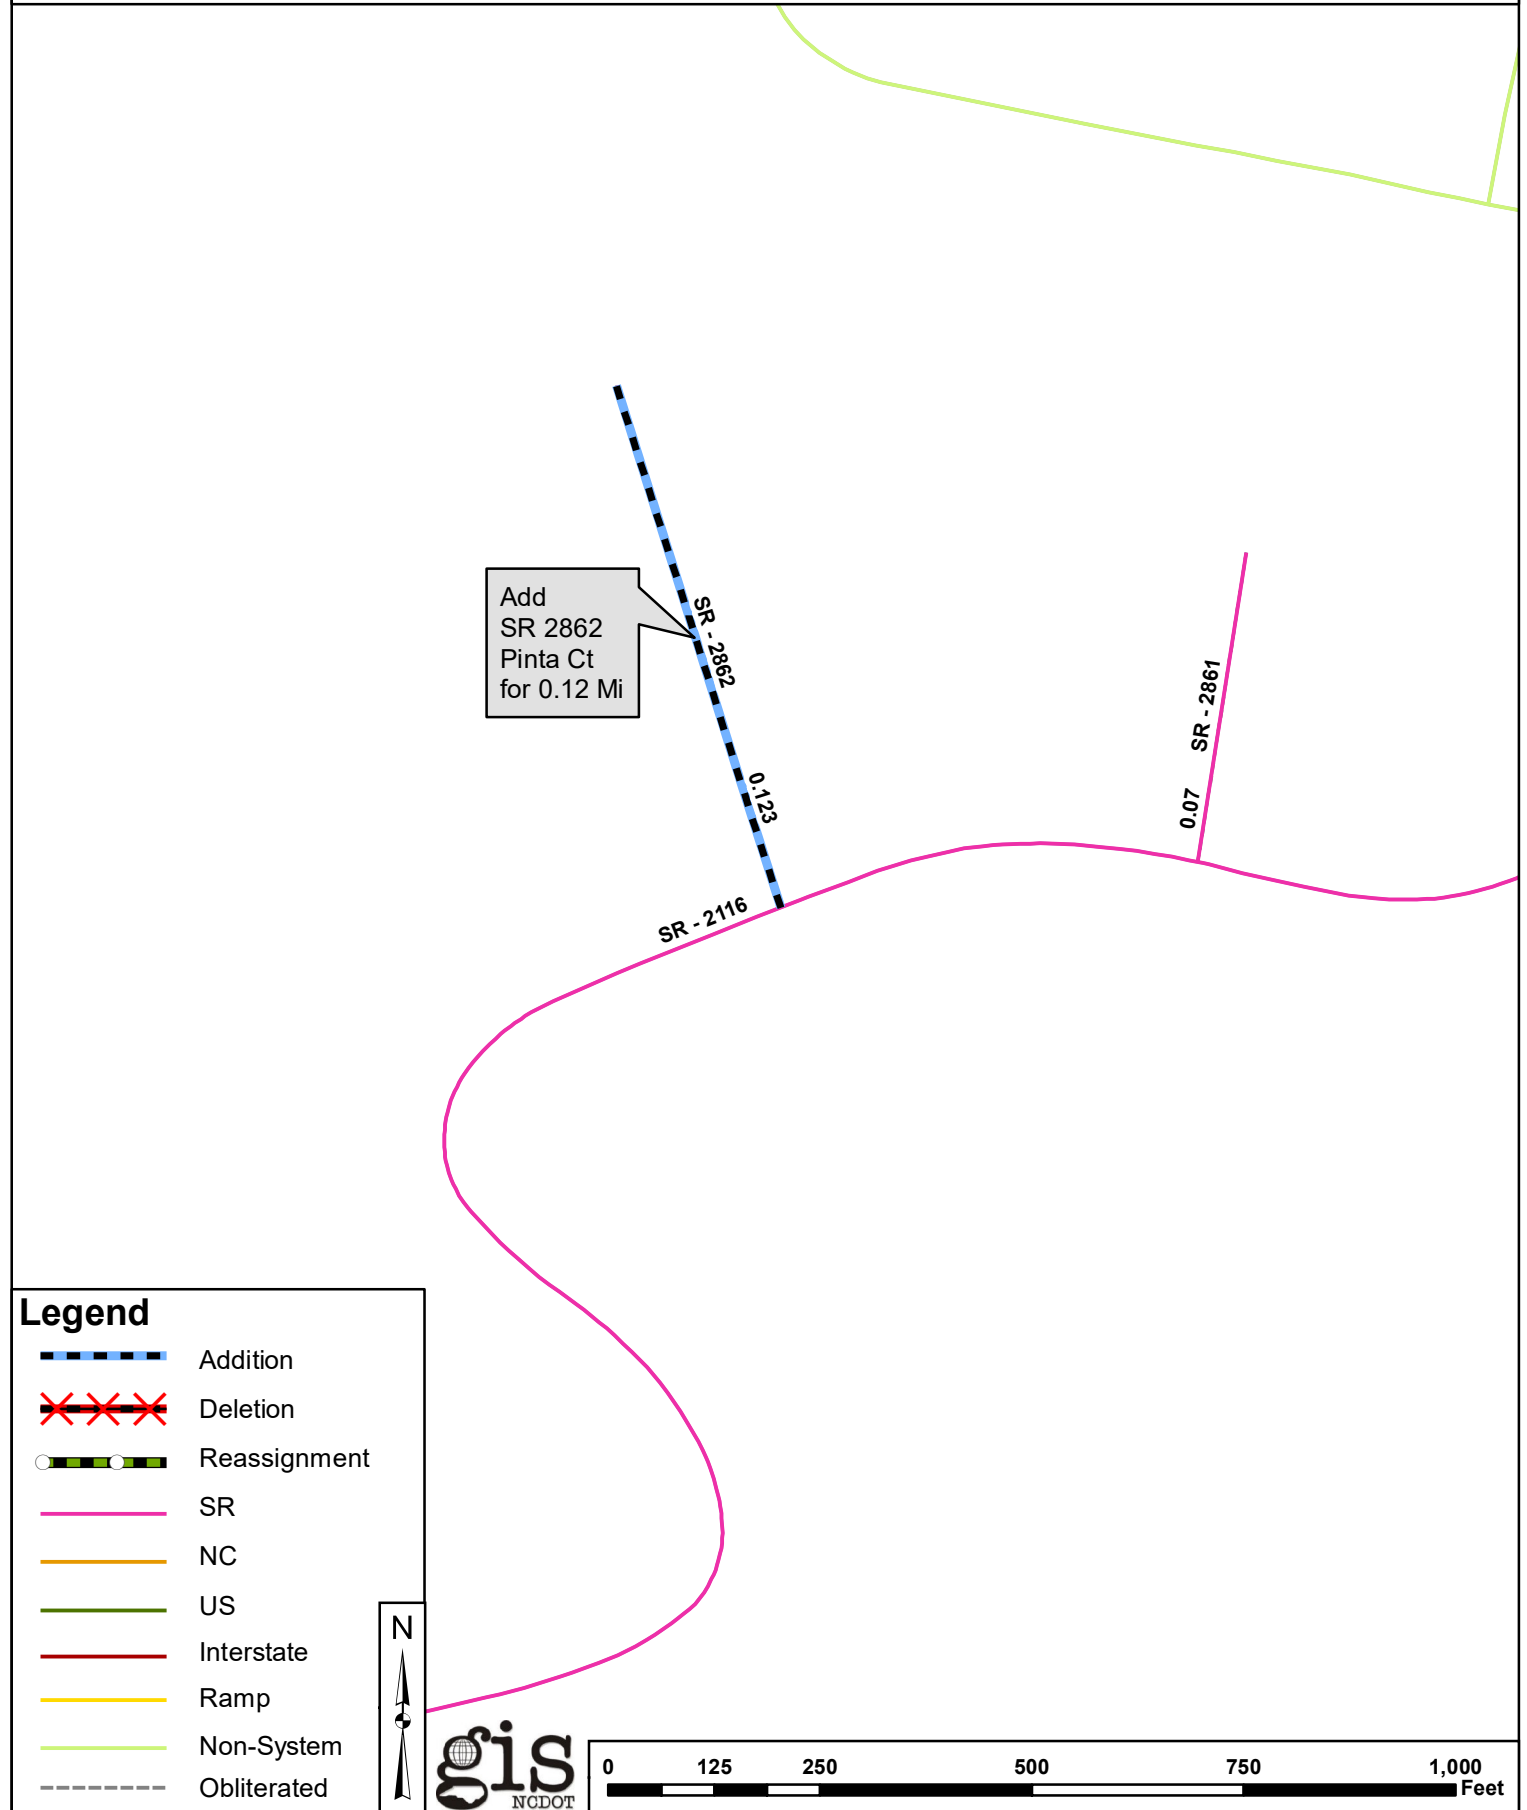 Add
SR 2862
Pinta Ct
for 0.12 Mi
SR - 2862
0.123
SR - 2861
0.07
SR - 2116
Legend
Addition
Deletion
Reassignment
SR
NC
US
Interstate
Ramp
Non-System
Obliterated
N
gis
NCDOT
0 125 250 500 750 1,000
Feet